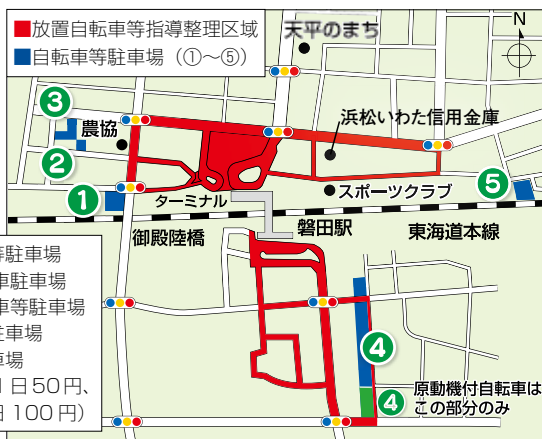 ■放置自転車等指導整理区域
■自転車等駐車場（①〜⑤）
天平のまち
N
③
農協
浜松いわた信用金庫
②
①
ターミナル
スポーツクラブ
⑤
御殿陸橋
磐田駅
東海道本線
等駐車場
車駐車場
車等駐車場
駐車場
車場
1日50円、
日100円）
④
④
原動機付自転車は
この部分のみ